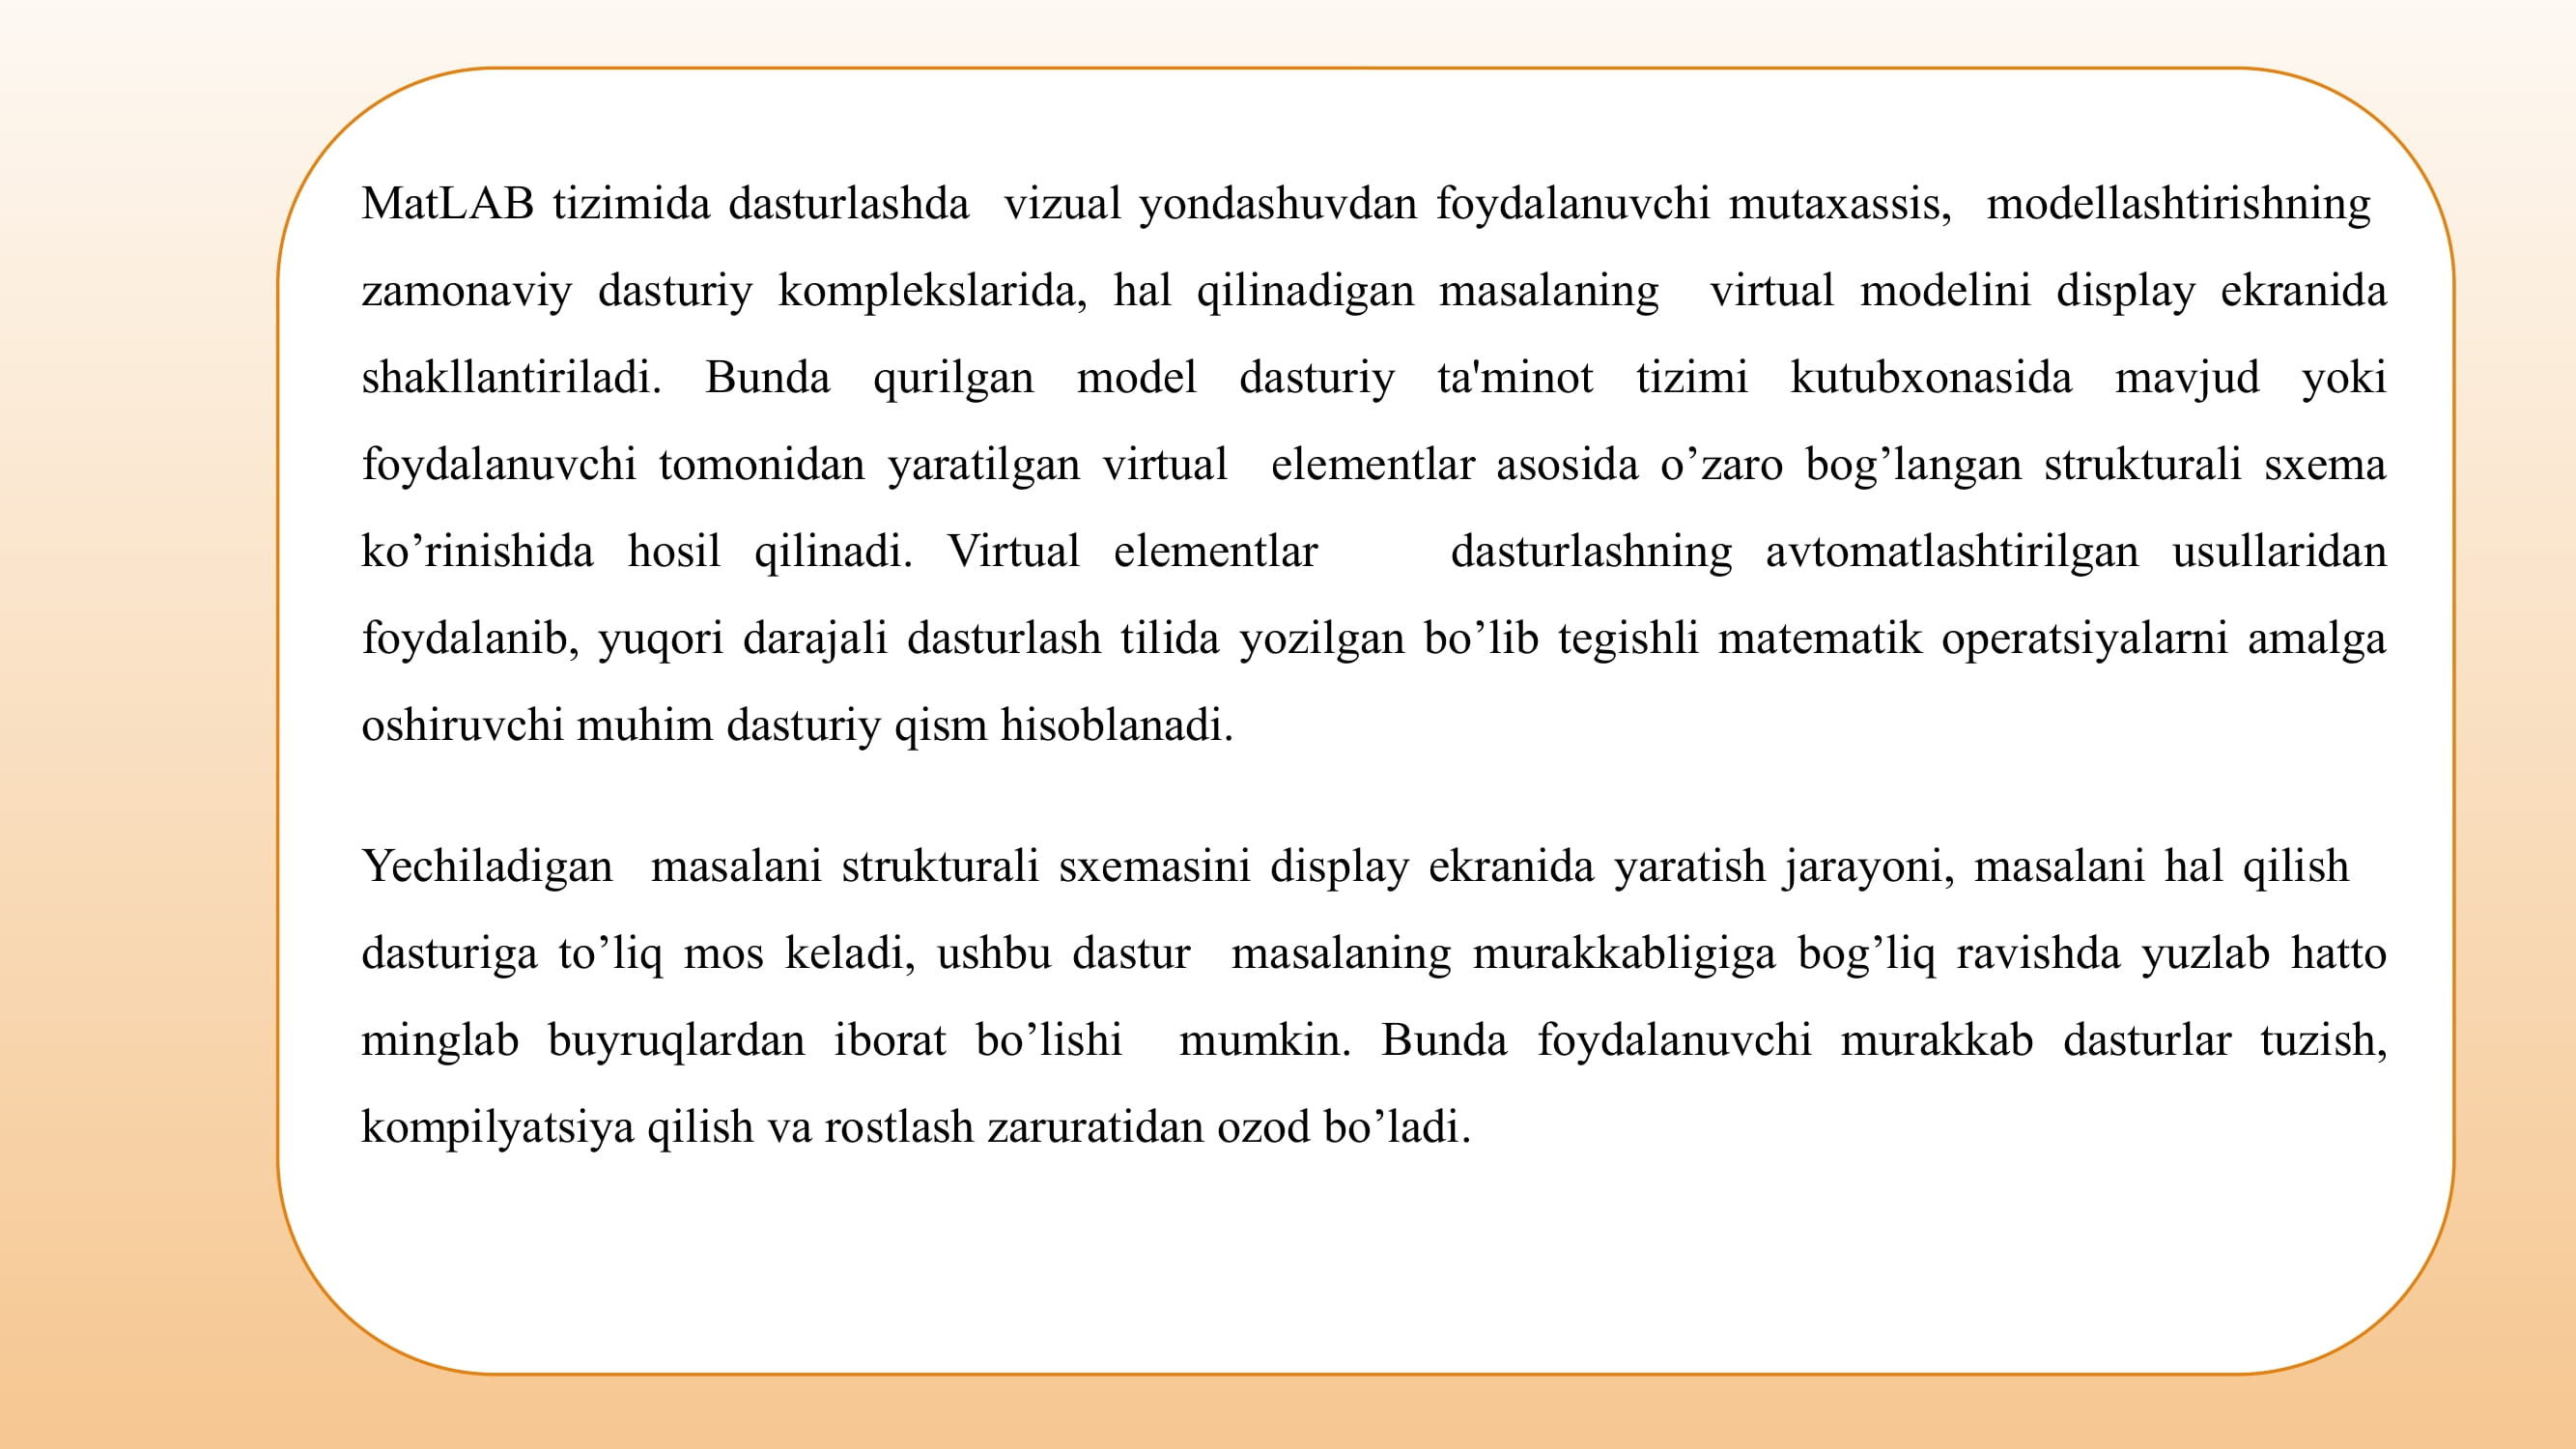 MatLAB tizimida dasturlashda vizual yondashuvdan foydalanuvchi mutaxassis, modellashtirishning
zamonaviy dasturiy komplekslarida, hal qilinadigan masalaning virtual modelini display ekranida
shakllantiriladi. Bunda qurilgan model dasturiy ta'minot tizimi kutubxonasida mavjud yoki
foydalanuvchi tomonidan yaratilgan virtual elementlar asosida o’zaro bog’langan strukturali sxema
ko’rinishida hosil qilinadi. Virtual elementlar dasturlashning avtomatlashtirilgan usullaridan
foydalanib, yuqori darajali dasturlash tilida yozilgan bo’lib tegishli matematik operatsiyalarni amalga
oshiruvchi muhim dasturiy qism hisoblanadi.
Yechiladigan masalani strukturali sxemasini display ekranida yaratish jarayoni, masalani hal qilish
dasturiga to’liq mos keladi, ushbu dastur masalaning murakkabligiga bog’liq ravishda yuzlab hatto
minglab buyruqlardan iborat bo’lishi mumkin. Bunda foydalanuvchi murakkab dasturlar tuzish,
kompilyatsiya qilish va rostlash zaruratidan ozod bo’ladi.